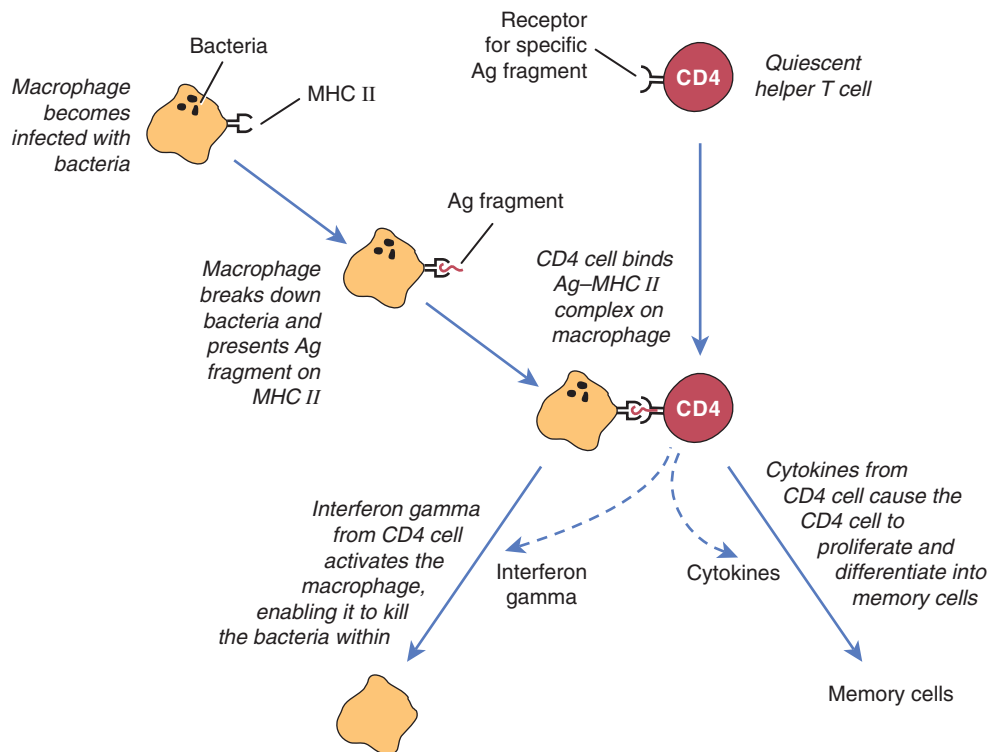 Bacteria
Macrophage
becomes
infected with
bacteria
MHC II
Receptor
for specific
Ag fragment
CD4
Quiescent
helper T cell
Ag fragment
Macrophage
breaks down
bacteria and
presents Ag
fragment on
MHC II
CD4 cell binds
Ag–MHC II
complex on
macrophage
CD4
Interferon gamma
from CD4 cell
activates the
macrophage,
enabling it to kill
the bacteria within
Interferon
gamma
Cytokines
Cytokines from
CD4 cell cause the
CD4 cell to
proliferate and
differentiate into
memory cells
Memory cells